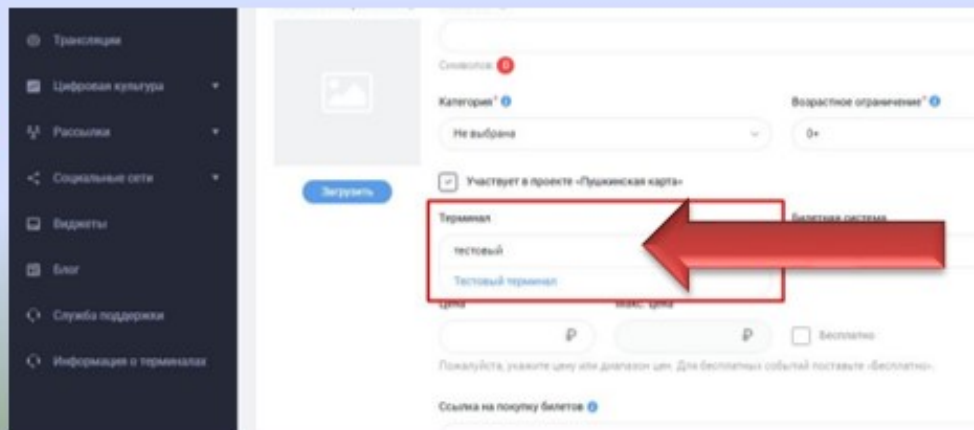 Трансляции
Цифровая культура
Рассылки
Социальные сети
Виджеты
Блог
Служба поддержки
Информация о терминалах
Загрузить
Символов: 0
Категория*
Возрастное ограничение*
Не выбрана
0+
Участвует в проекте «Пушкинская карта»
Терминал
Билетная система
тестовый
Тестовый терминал
Цена
Макс. цена
₽
₽
Бесплатно
Пожалуйста, укажите цену или диапазон цен. Для бесплатных событий поставьте «Бесплатно».
Ссылка на покупку билетов